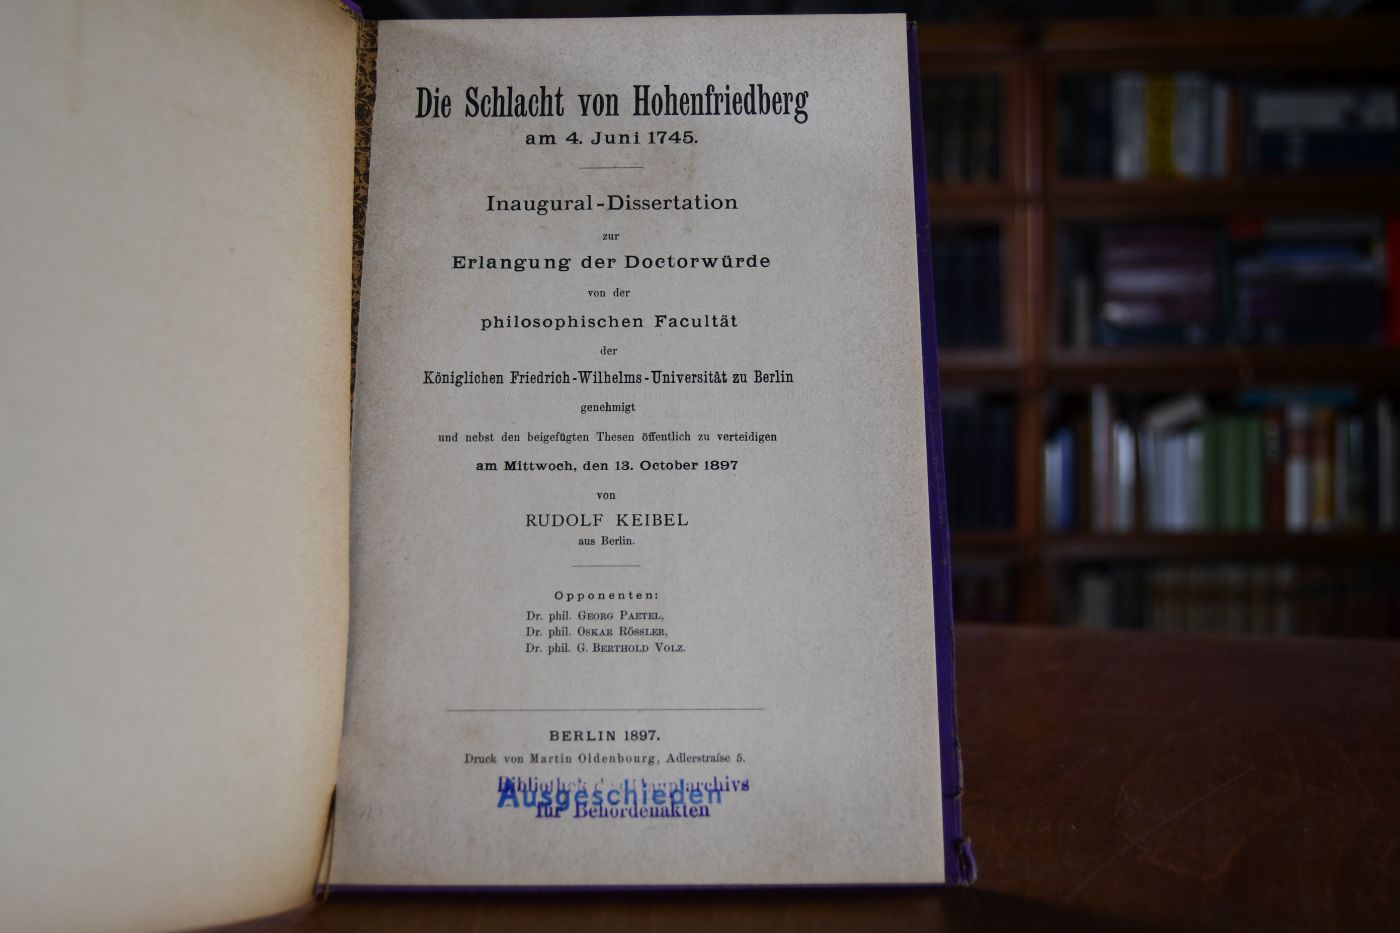 Die Schlacht von Hohenfriedberg
am 4. Juni 1745.
Inaugural-Dissertation
zur
Erlangung der Doctorwürde
von der
philosophischen Facultät
der
Königlichen Friedrich-Wilhelms-Universität zu Berlin
genehmigt
und nebst den beigefügten Thesen öffentlich zu verteidigen
am Mittwoch, den 13. October 1897
von
RUDOLF KEIBEL
aus Berlin.
Opponenten:
Dr. phil. GEORG PAETEL,
Dr. phil. OSKAR RÖSSLER,
Dr. phil. G. BERTHOLD VOLZ.
BERLIN 1897.
Druck von Martin Oldenbourg, Adlerstraſse 5.
Bibliothek des Hauptarchivs
Ausgeschieden
für Behördenakten